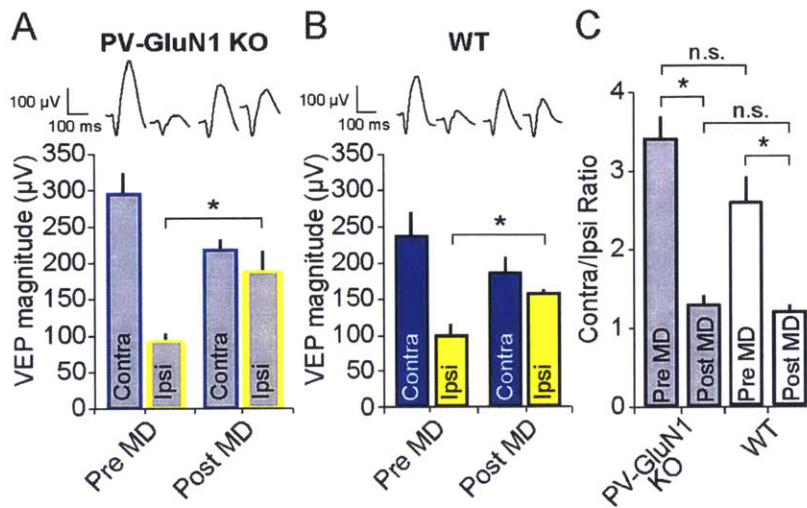 A
PV-GluN1 KO
100 µV
100 ms
VEP magnitude (µV)
350
300
250
200
150
100
50
0
*
Contra
Ipsi
Contra
Ipsi
Pre MD
Post MD
B
WT
100 µV
100 ms
VEP magnitude (µV)
350
300
250
200
150
100
50
0
*
Contra
Ipsi
Contra
Ipsi
Pre MD
Post MD
C
n.s.
*
n.s.
*
Contra/Ipsi Ratio
4
3
2
1
0
Pre MD
Post MD
Pre MD
Post MD
PV-GluN1
KO
WT